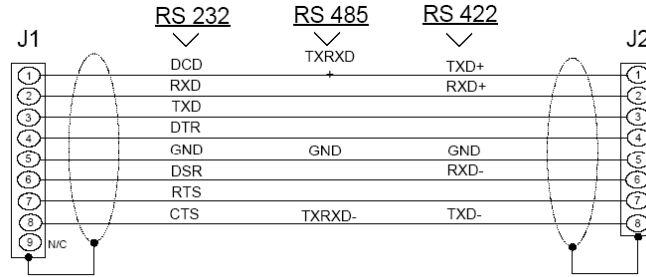 RS 232 RS 485 RS 422
J1 J2
DCD TXRXD + TXD+
1 1
RXD RXD+
2 2
TXD
3 3
DTR
4 4
GND GND GND
5 5
DSR RXD-
6 6
RTS
7 7
CTS TXRXD- TXD-
8 8
9 N/C